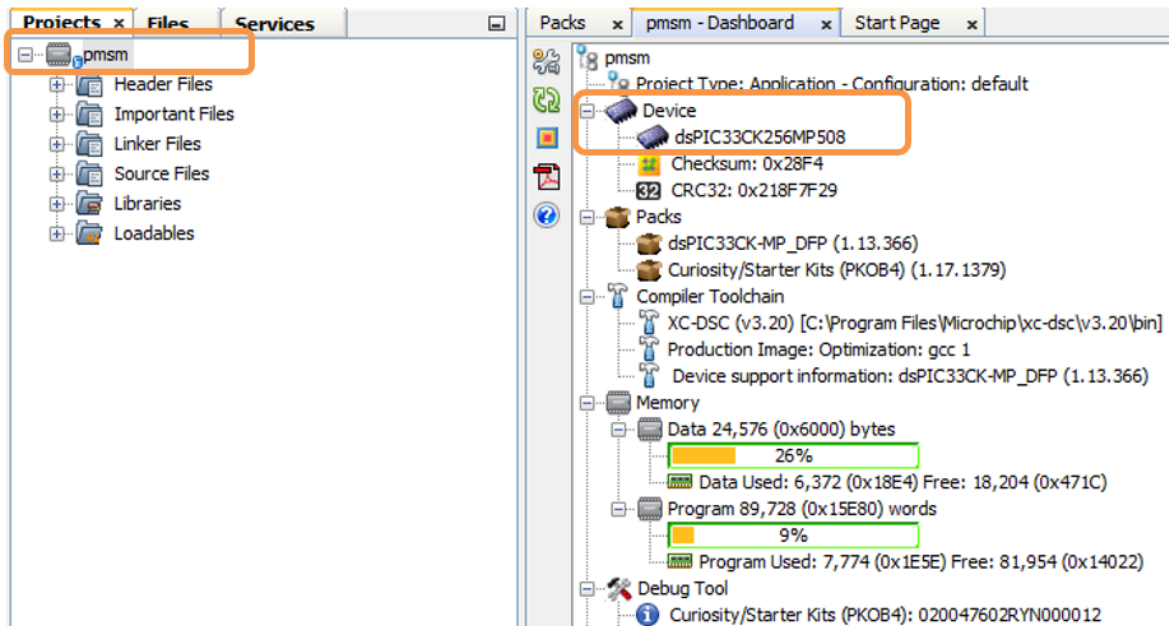 Projects x Files Services
pmsm
Header Files
Important Files
Linker Files
Source Files
Libraries
Loadables
Packs x pmsm - Dashboard x Start Page x
pmsm
Project Type: Application - Configuration: default
Device
dsPIC33CK256MP508
Checksum: 0x28F4
32 CRC32: 0x218F7F29
Packs
dsPIC33CK-MP_DFP (1.13.366)
Curiosity/Starter Kits (PKOB4) (1.17.1379)
Compiler Toolchain
XC-DSC (v3.20) [C:\Program Files\Microchip\xc-dsc\v3.20\bin]
Production Image: Optimization: gcc 1
Device support information: dsPIC33CK-MP_DFP (1.13.366)
Memory
Data 24,576 (0x6000) bytes
26%
Data Used: 6,372 (0x18E4) Free: 18,204 (0x471C)
Program 89,728 (0x15E80) words
9%
Program Used: 7,774 (0x1E5E) Free: 81,954 (0x14022)
Debug Tool
Curiosity/Starter Kits (PKOB4): 020047602RYN000012